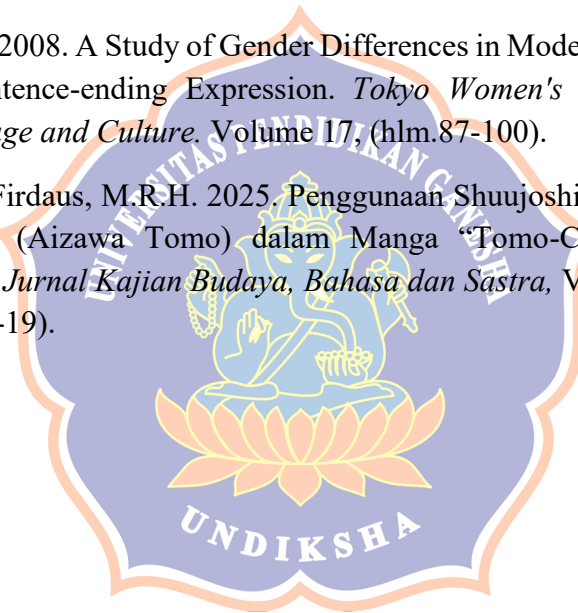 2008. A Study of Gender Differences in Mode
ntence-ending Expression. Tokyo Women's
age and Culture. Volume 17, (hlm.87-100).
Firdaus, M.R.H. 2025. Penggunaan Shuujoshi
(Aizawa Tomo) dalam Manga “Tomo-C
Jurnal Kajian Budaya, Bahasa dan Sastra, V
-19).
UNIVERSITAS PENDIDIKAN GANESHA
UNDIKSHA